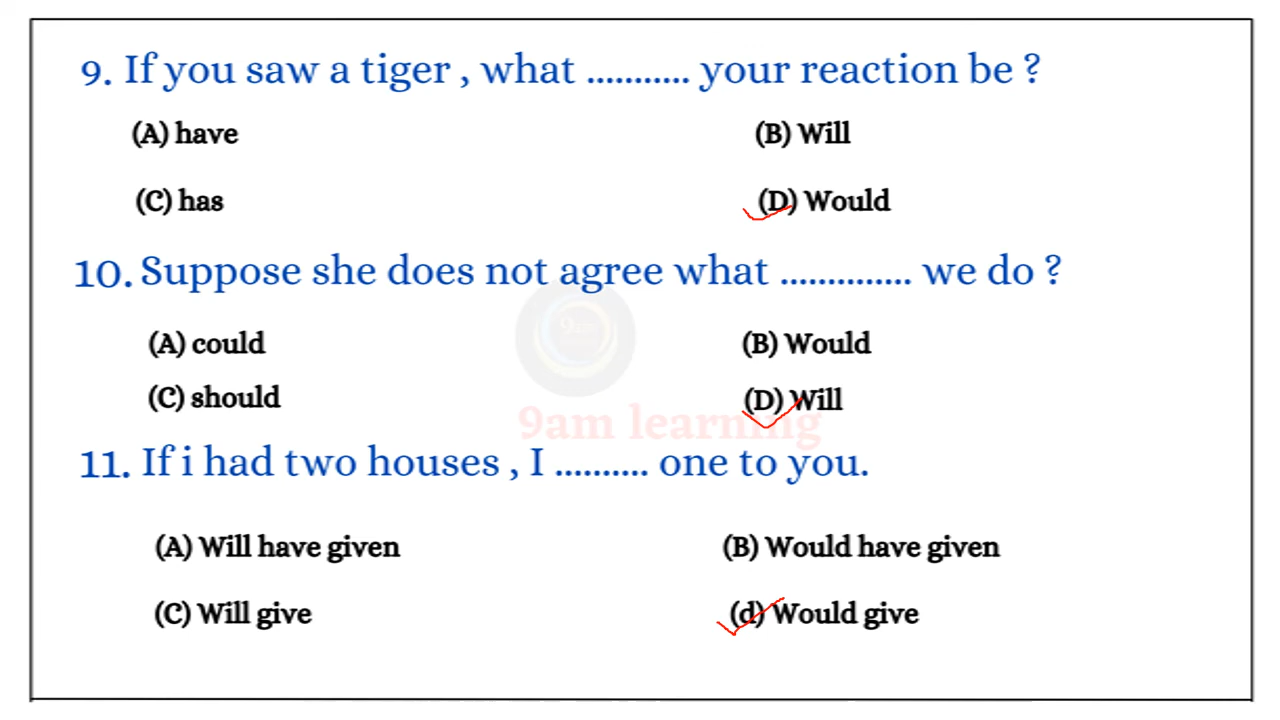 9. If you saw a tiger , what ........... your reaction be ?
(A) have (B) Will
(C) has (D) Would
10. Suppose she does not agree what .............. we do ?
(A) could (B) Would
(C) should (D) Will
9am learning
11. If i had two houses , I .......... one to you.
(A) Will have given (B) Would have given
(C) Will give (d) Would give